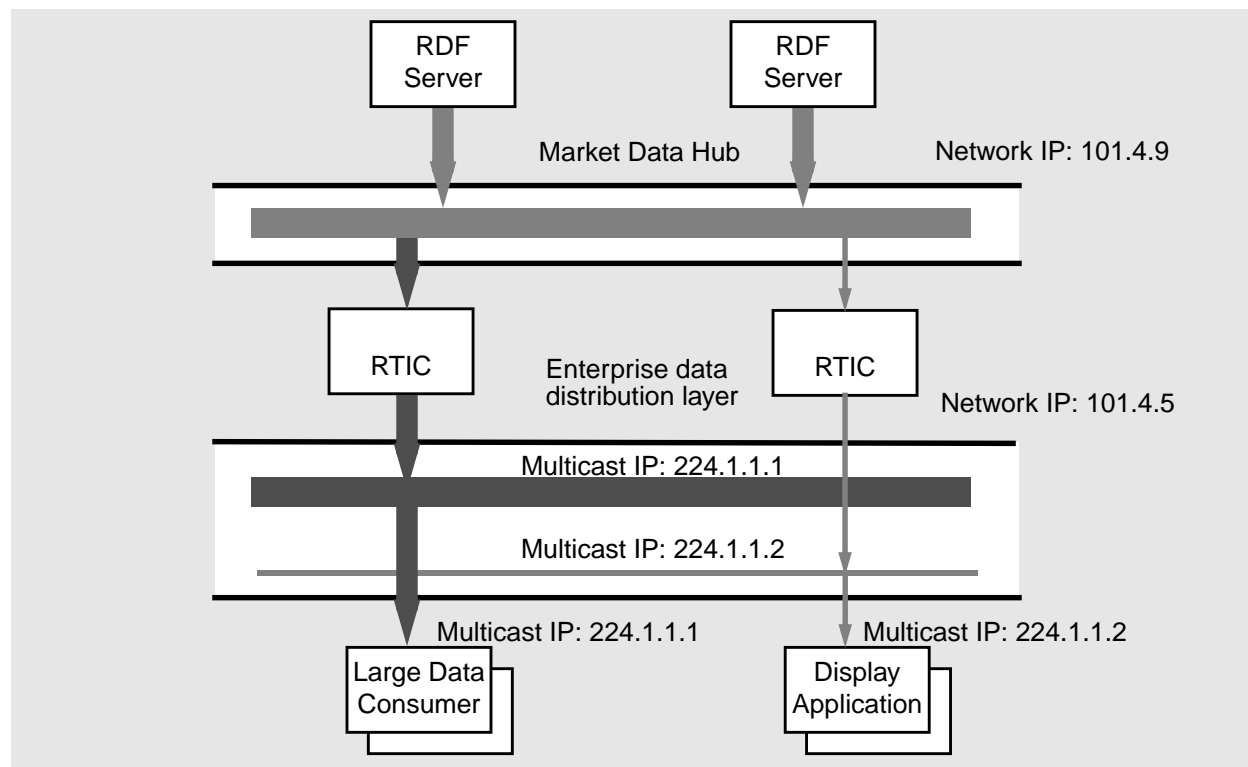 RDF
Server
RDF
Server
Market Data Hub
Network IP: 101.4.9
RTIC
Enterprise data
distribution layer
RTIC
Network IP: 101.4.5
Multicast IP: 224.1.1.1
Multicast IP: 224.1.1.2
Multicast IP: 224.1.1.1
Multicast IP: 224.1.1.2
Large Data
Consumer
Display
Application